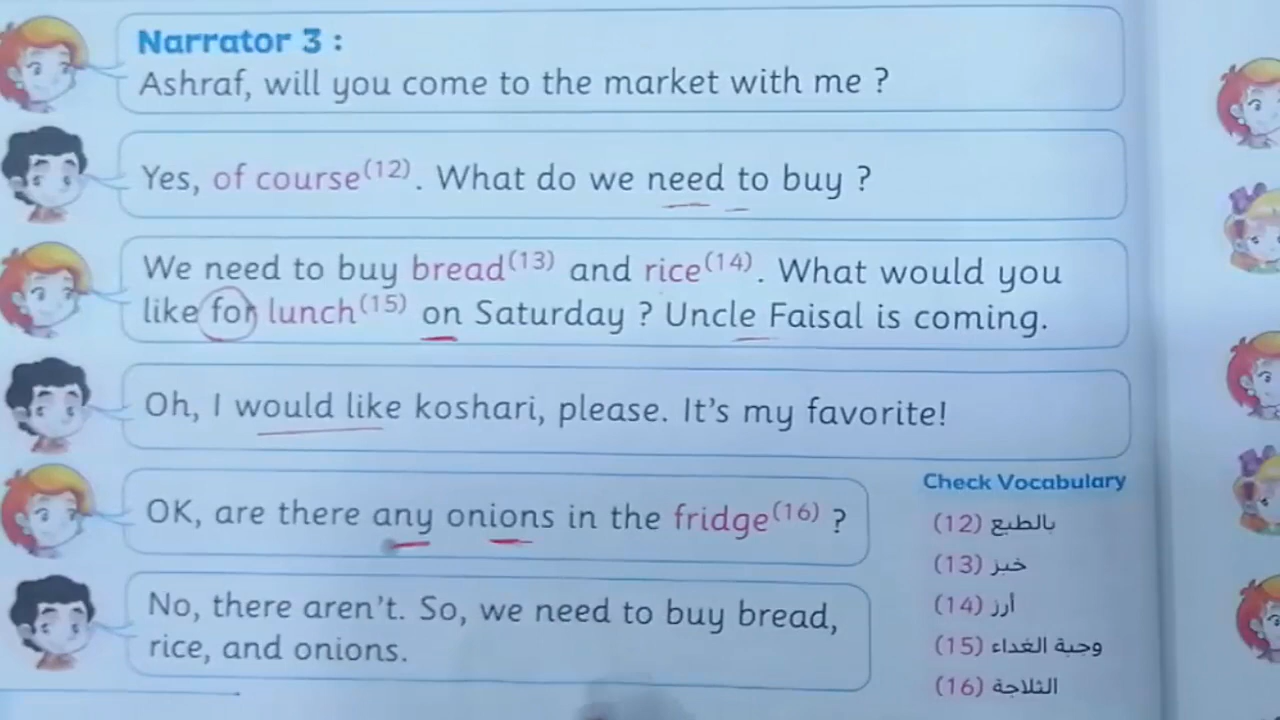 Narrator 3 :
Ashraf, will you come to the market with me ?
Yes, of course(12). What do we need to buy ?
We need to buy bread(13) and rice(14). What would you
like for lunch(15) on Saturday ? Uncle Faisal is coming.
Oh, I would like koshari, please. It's my favorite!
OK, are there any onions in the fridge(16) ?
No, there aren't. So, we need to buy bread,
rice, and onions.
Check Vocabulary
(12) بالطبع
(13) خبز
(14) أرز
(15) وجبة الغداء
(16) الثلاجة